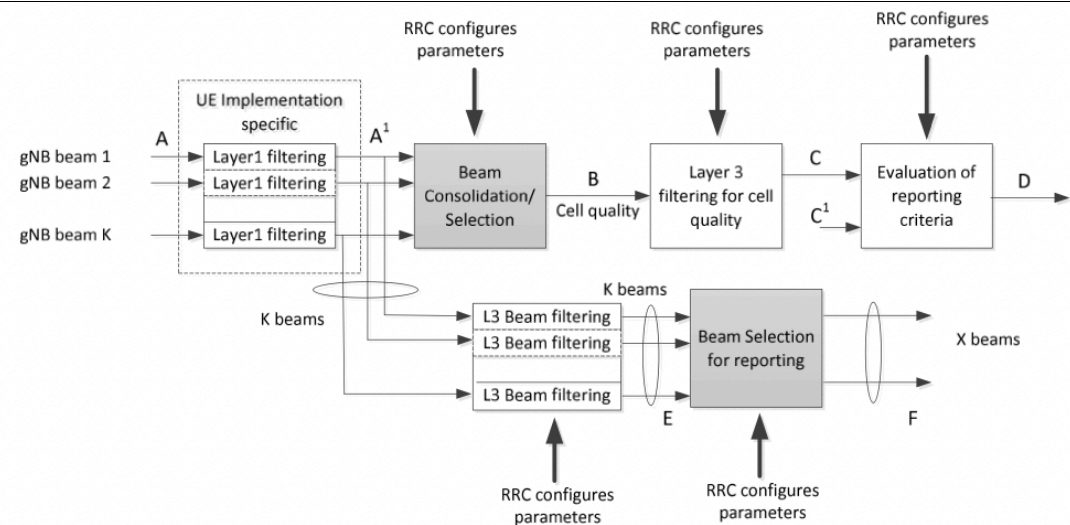 RRC configures
parameters
RRC configures
parameters
RRC configures
parameters
UE Implementation
specific
A
A¹
gNB beam 1
gNB beam 2
gNB beam K
Layer1 filtering
Layer1 filtering
Layer1 filtering
Beam
Consolidation/
Selection
B
Cell quality
Layer 3
filtering for cell
quality
C
C¹
Evaluation of
reporting
criteria
D
K beams
L3 Beam filtering
L3 Beam filtering
L3 Beam filtering
K beams
E
Beam Selection
for reporting
X beams
F
RRC configures
parameters
RRC configures
parameters